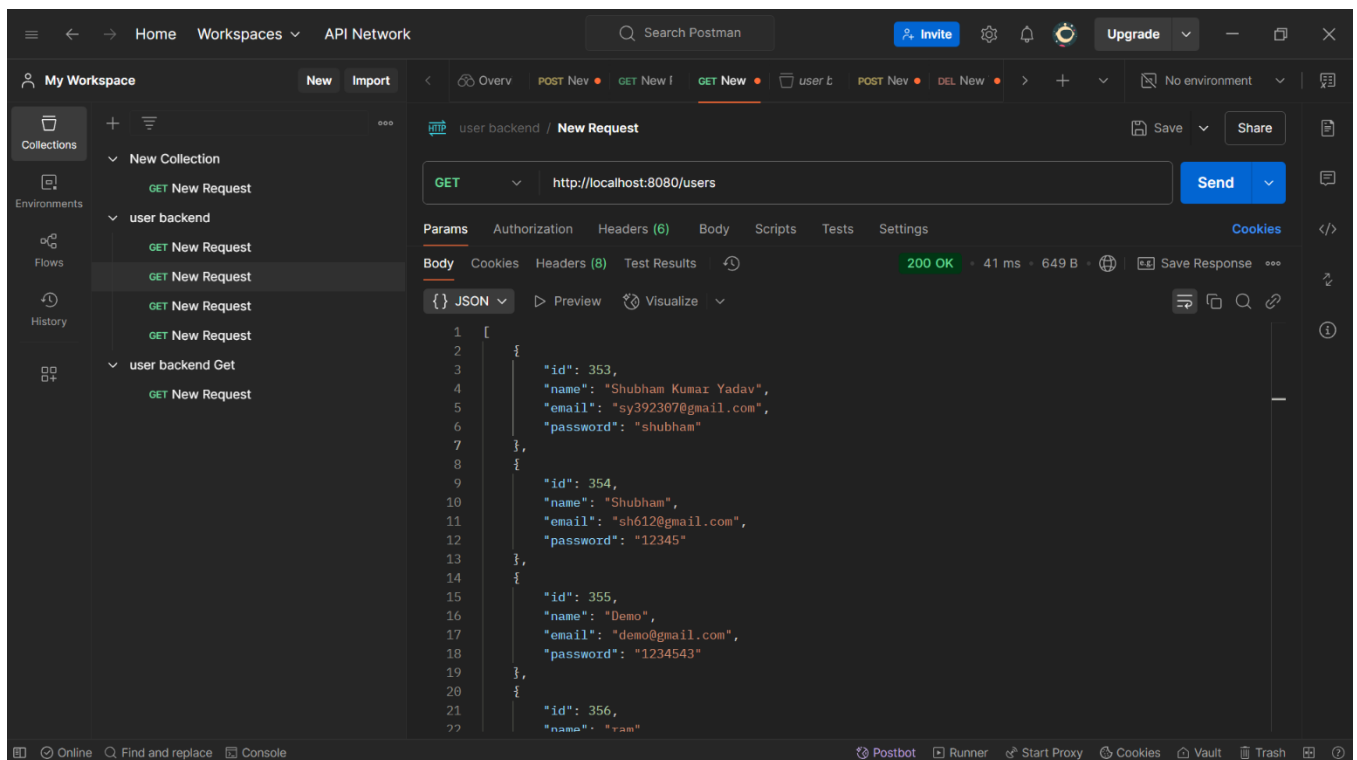 Home Workspaces API Network Search Postman Invite Upgrade
My Workspace New Import Overv POST Nev GET New GET New user b POST Nev DEL New No environment
HTTP user backend / New Request Save Share
Collections
New Collection
GET New Request
GET http://localhost:8080/users Send
Environments
user backend
Params Authorization Headers (6) Body Scripts Tests Settings Cookies
GET New Request
Flows
Body Cookies Headers (8) Test Results 200 OK 41 ms 649 B e.g. Save Response
GET New Request
{} JSON Preview Visualize
GET New Request
History
GET New Request
user backend Get
GET New Request
1 [
2 {
3 "id": 353,
4 "name": "Shubham Kumar Yadav",
5 "email": "sy392307@gmail.com",
6 "password": "shubham"
7 },
8 {
9 "id": 354,
10 "name": "Shubham",
11 "email": "sh612@gmail.com",
12 "password": "12345"
13 },
14 {
15 "id": 355,
16 "name": "Demo",
17 "email": "demo@gmail.com",
18 "password": "1234543"
19 },
20 {
21 "id": 356,
22 "name": "ram"
Online Find and replace Console Postbot Runner Start Proxy Cookies Vault Trash